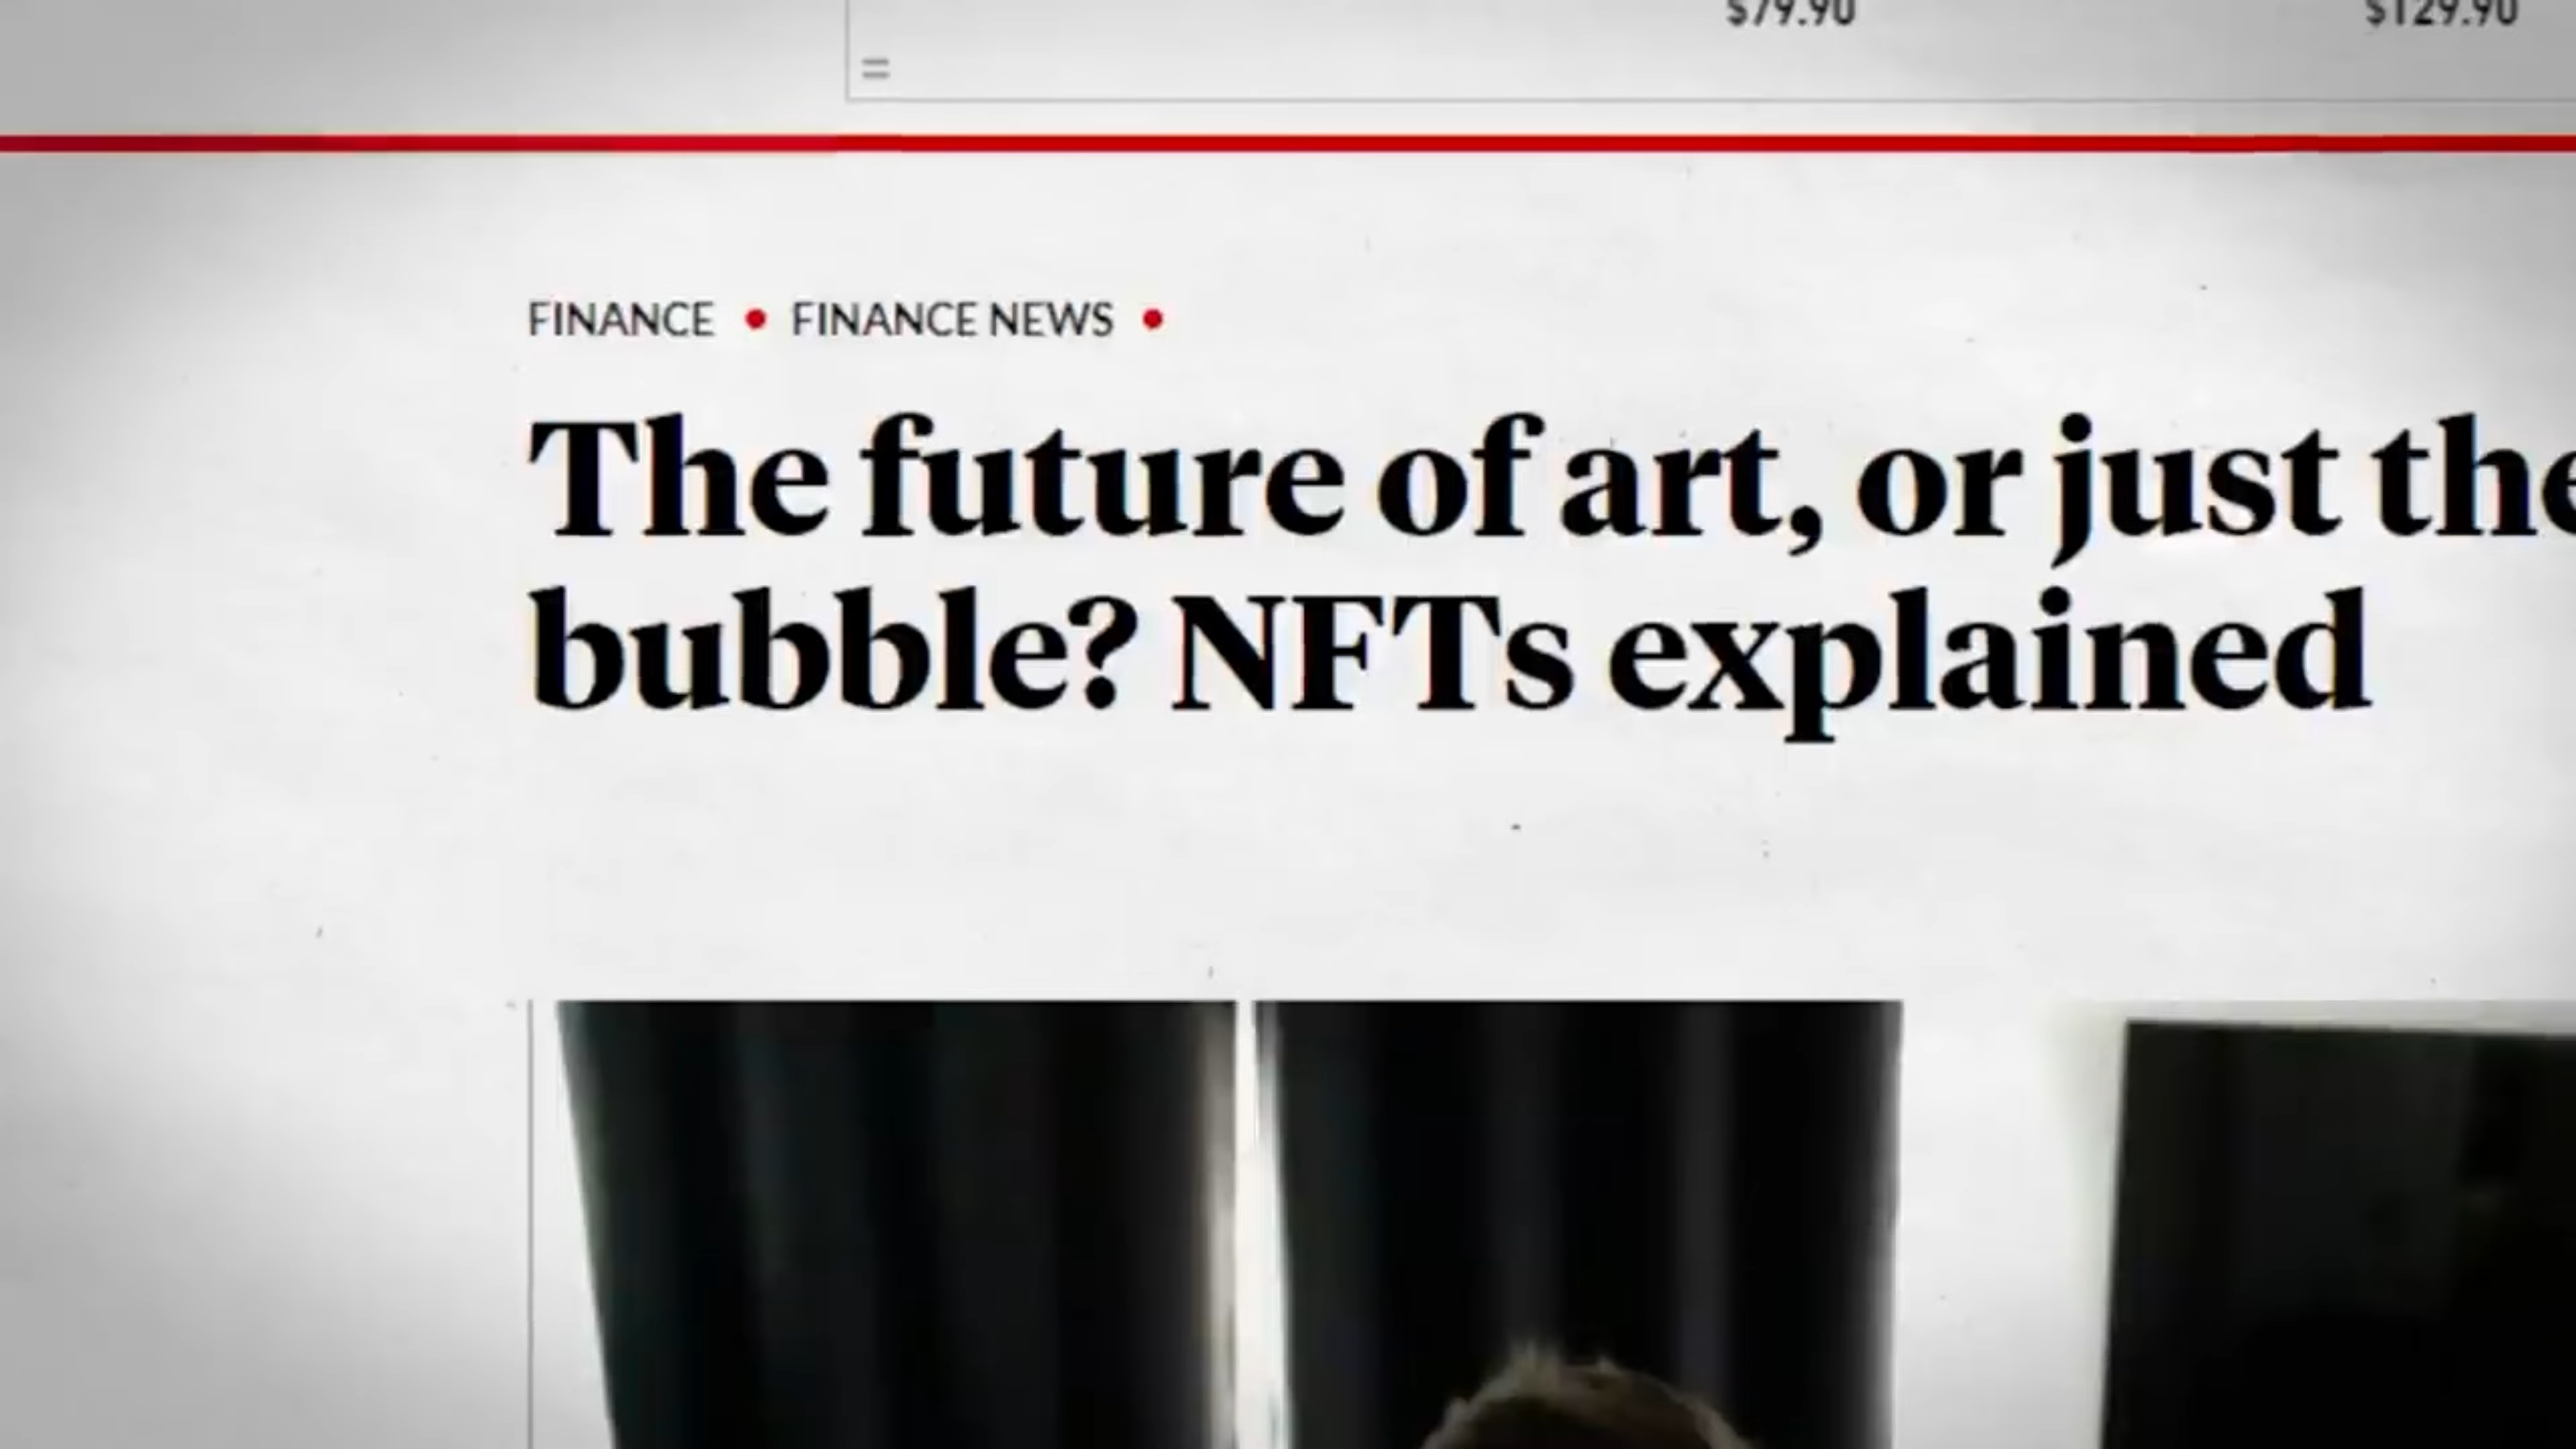 $79.90 $129.90
FINANCE • FINANCE NEWS •
The future of art, or just the
bubble? NFTs explained